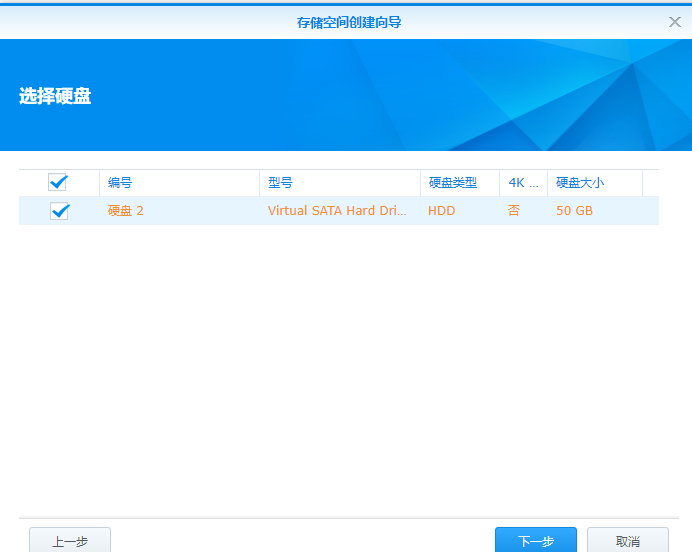 存储空间创建向导
选择硬盘
编号 型号 硬盘类型 4K ... 硬盘大小
硬盘 2 Virtual SATA Hard Dri... HDD 否 50 GB
上一步 下一步 取消